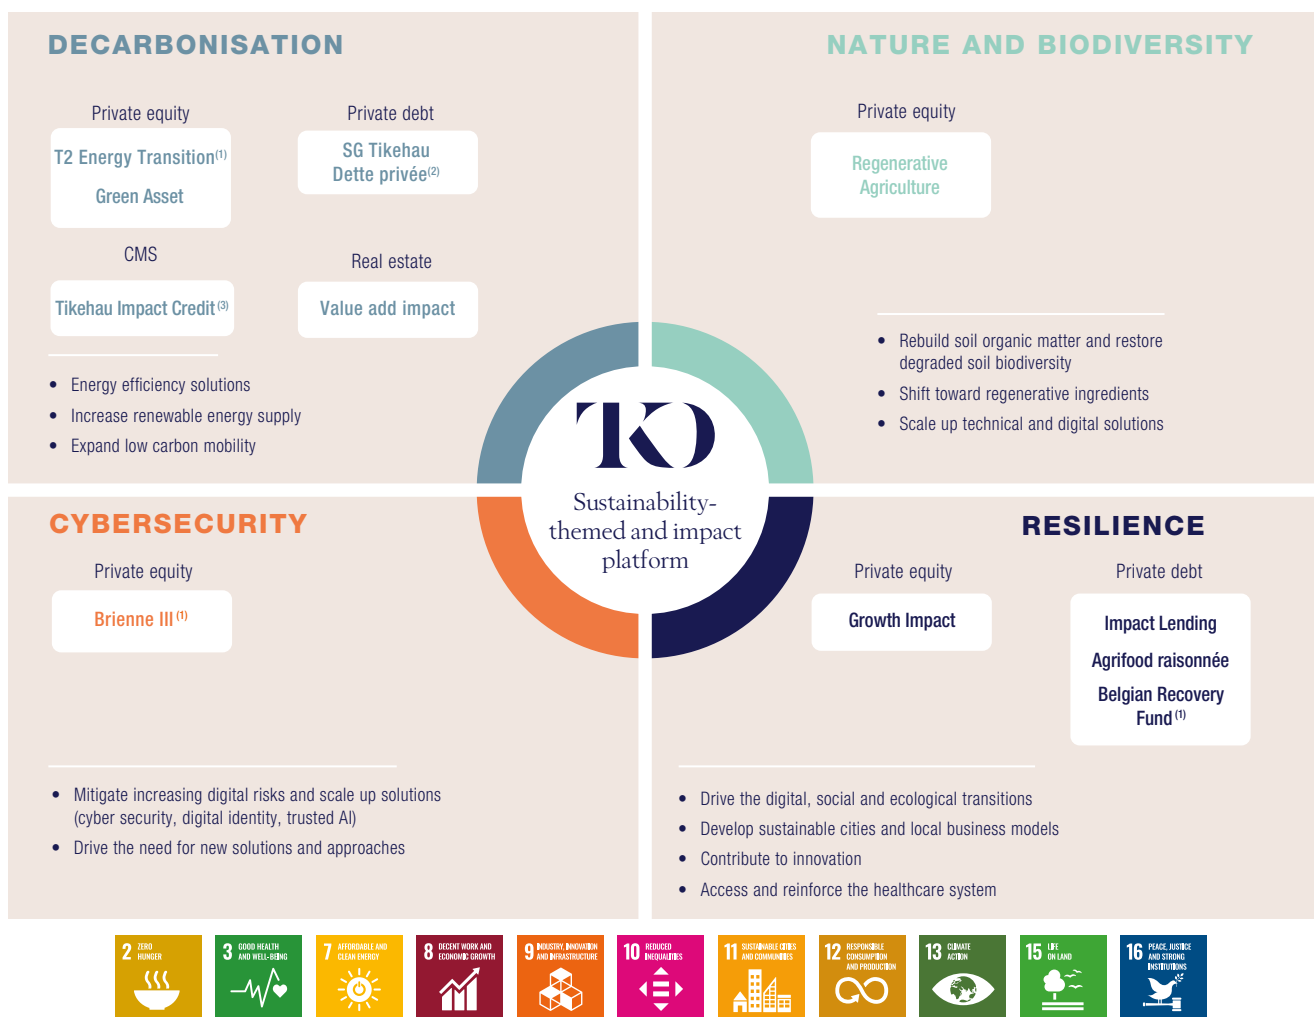 DECARBONISATION
Private equity
T2 Energy Transition(1)
Green Asset
Private debt
SG Tikehau
Dette privée(2)
CMS
Tikehau Impact Credit(3)
Real estate
Value add impact
• Energy efficiency solutions
• Increase renewable energy supply
• Expand low carbon mobility
NATURE AND BIODIVERSITY
Private equity
Regenerative
Agriculture
• Rebuild soil organic matter and restore
degraded soil biodiversity
• Shift toward regenerative ingredients
• Scale up technical and digital solutions
TKO
Sustainability-
themed and impact
platform
CYBERSECURITY
Private equity
Brienne III (1)
• Mitigate increasing digital risks and scale up solutions
(cyber security, digital identity, trusted AI)
• Drive the need for new solutions and approaches
RESILIENCE
Private equity
Growth Impact
Private debt
Impact Lending
Agrifood raisonnée
Belgian Recovery
Fund (1)
• Drive the digital, social and ecological transitions
• Develop sustainable cities and local business models
• Contribute to innovation
• Access and reinforce the healthcare system
2 ZERO
HUNGER
3 GOOD HEALTH
AND WELL-BEING
7 AFFORDABLE AND
CLEAN ENERGY
8 DECENT WORK AND
ECONOMIC GROWTH
9 INDUSTRY, INNOVATION
AND INFRASTRUCTURE
10 REDUCED
INEQUALITIES
11 SUSTAINABLE CITIES
AND COMMUNITIES
12 RESPONSIBLE
CONSUMPTION
AND PRODUCTION
13 CLIMATE
ACTION
15 LIFE
ON LAND
16 PEACE, JUSTICE
AND STRONG
INSTITUTIONS